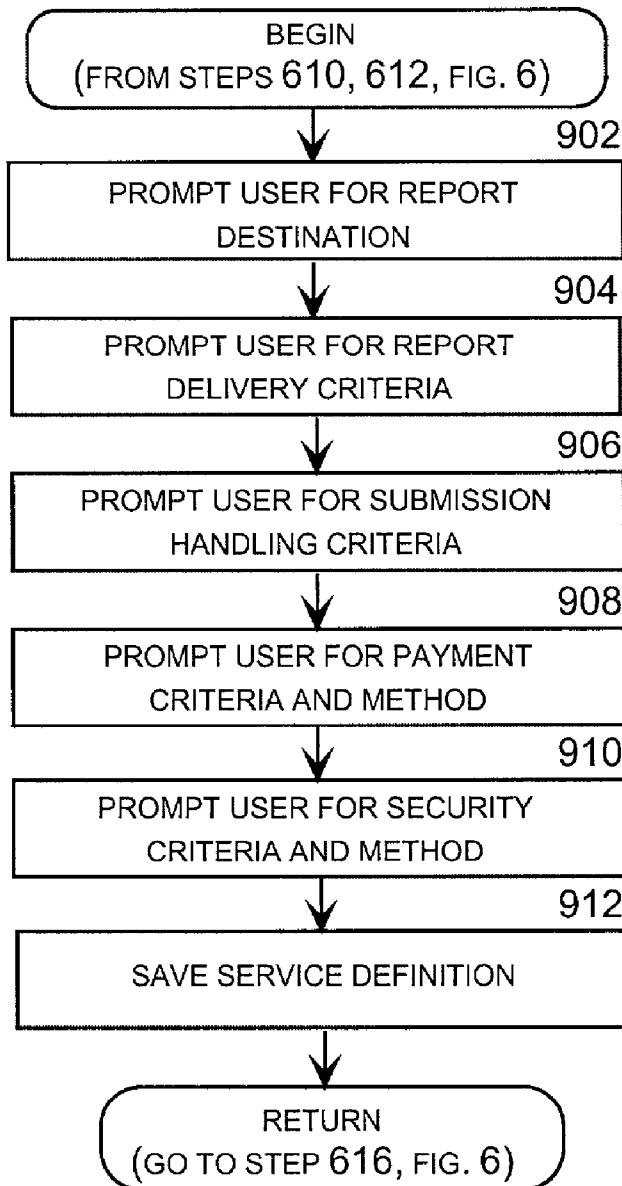 BEGIN
(FROM STEPS 610, 612, FIG. 6)
902
PROMPT USER FOR REPORT
DESTINATION
904
PROMPT USER FOR REPORT
DELIVERY CRITERIA
906
PROMPT USER FOR SUBMISSION
HANDLING CRITERIA
908
PROMPT USER FOR PAYMENT
CRITERIA AND METHOD
910
PROMPT USER FOR SECURITY
CRITERIA AND METHOD
912
SAVE SERVICE DEFINITION
RETURN
(GO TO STEP 616, FIG. 6)